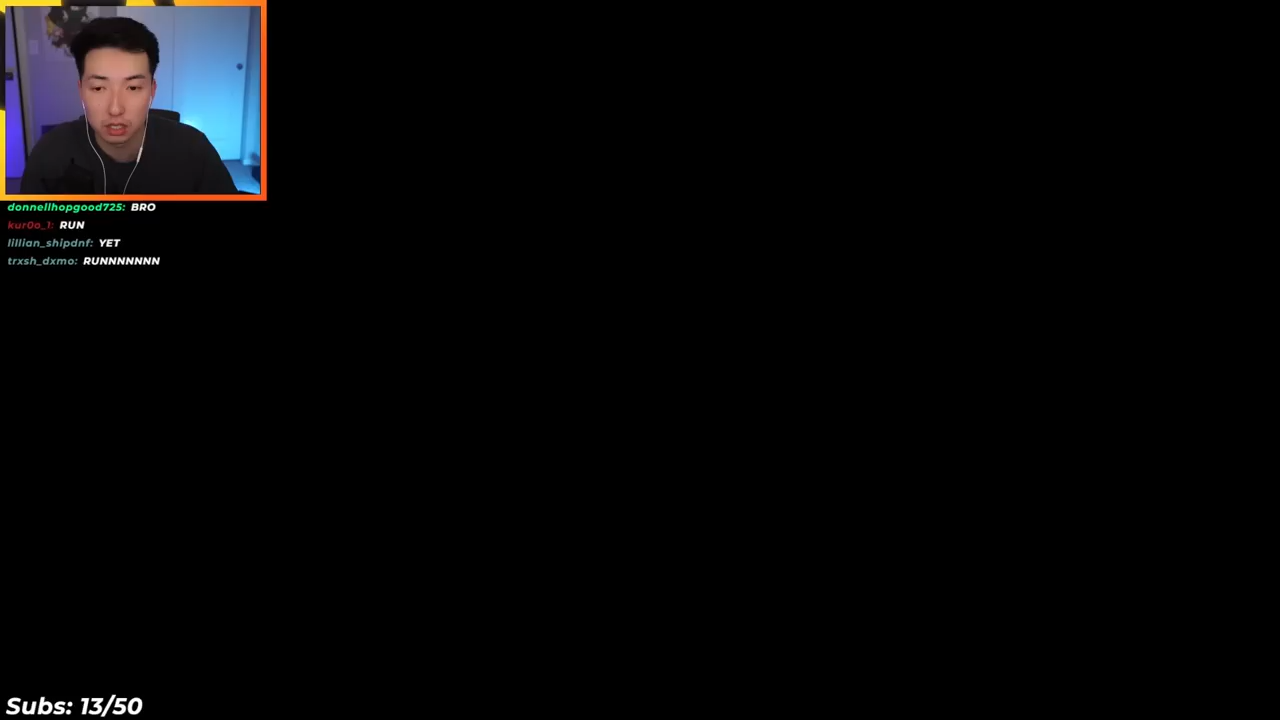 donnellhopgood725: BRO
kur0o_1: RUN
lillian_shipdnf: YET
trxsh_dxmo: RUNNNNNNN
Subs: 13/50